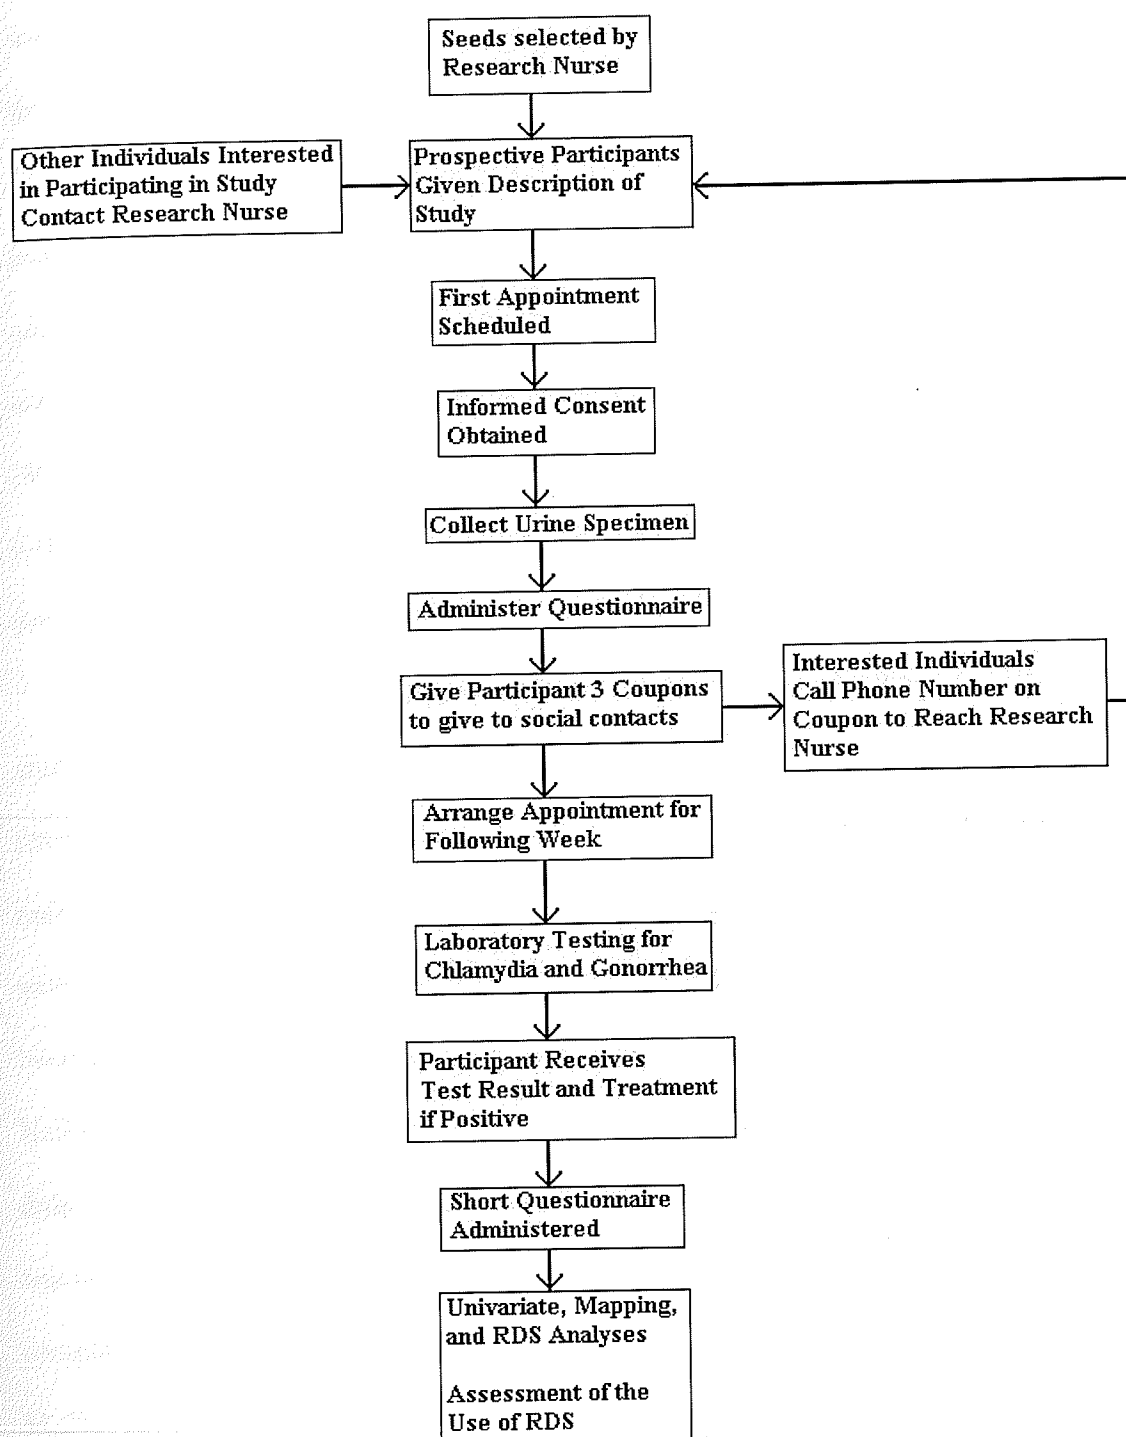 Seeds selected by
Research Nurse
Other Individuals Interested
in Participating in Study
Contact Research Nurse
Prospective Participants
Given Description of
Study
First Appointment
Scheduled
Informed Consent
Obtained
Collect Urine Specimen
Administer Questionnaire
Give Participant 3 Coupons
to give to social contacts
Interested Individuals
Call Phone Number on
Coupon to Reach Research
Nurse
Arrange Appointment for
Following Week
Laboratory Testing for
Chlamydia and Gonorrhea
Participant Receives
Test Result and Treatment
if Positive
Short Questionnaire
Administered
Univariate, Mapping,
and RDS Analyses
Assessment of the
Use of RDS